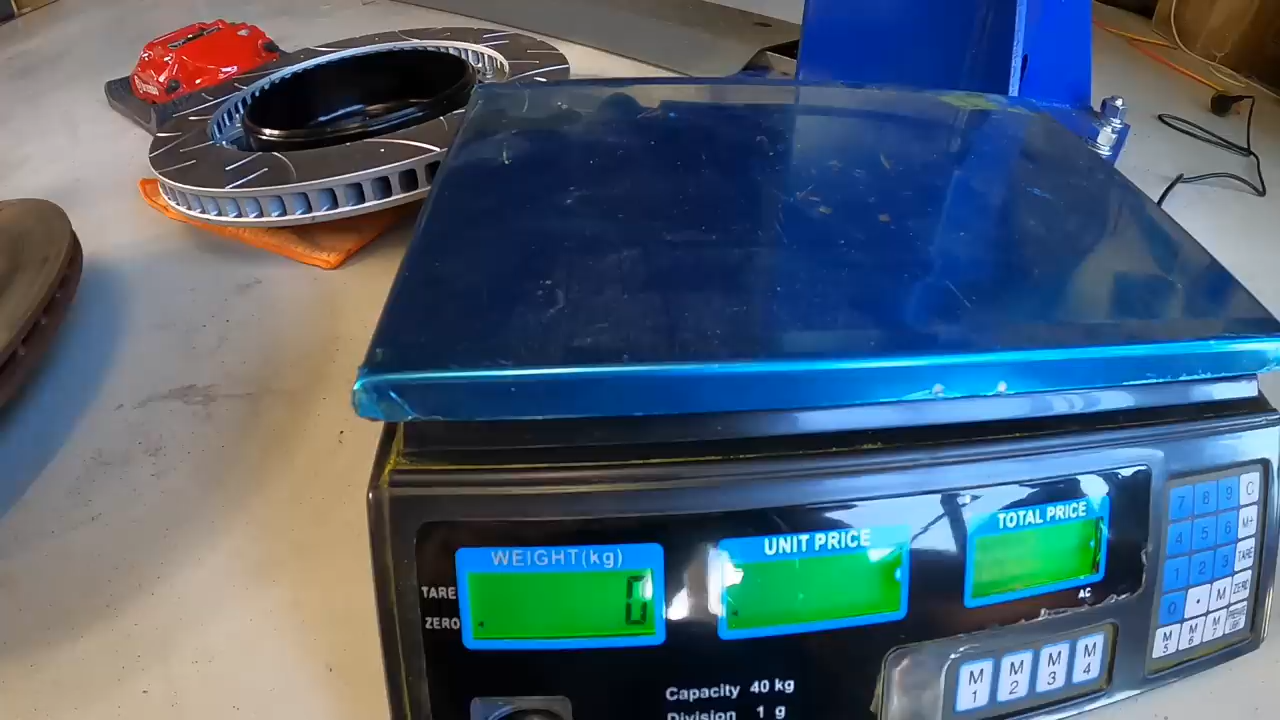 WEIGHT(kg)
UNIT PRICE
TOTAL PRICE
TARE
ZERO
0
AC
Capacity 40 kg
Division 1 g
7 8 9 C
4 5 6 M+
1 2 3 TARE
0 . M ZERO
M5 M6 M7
M1 M2 M3 M4